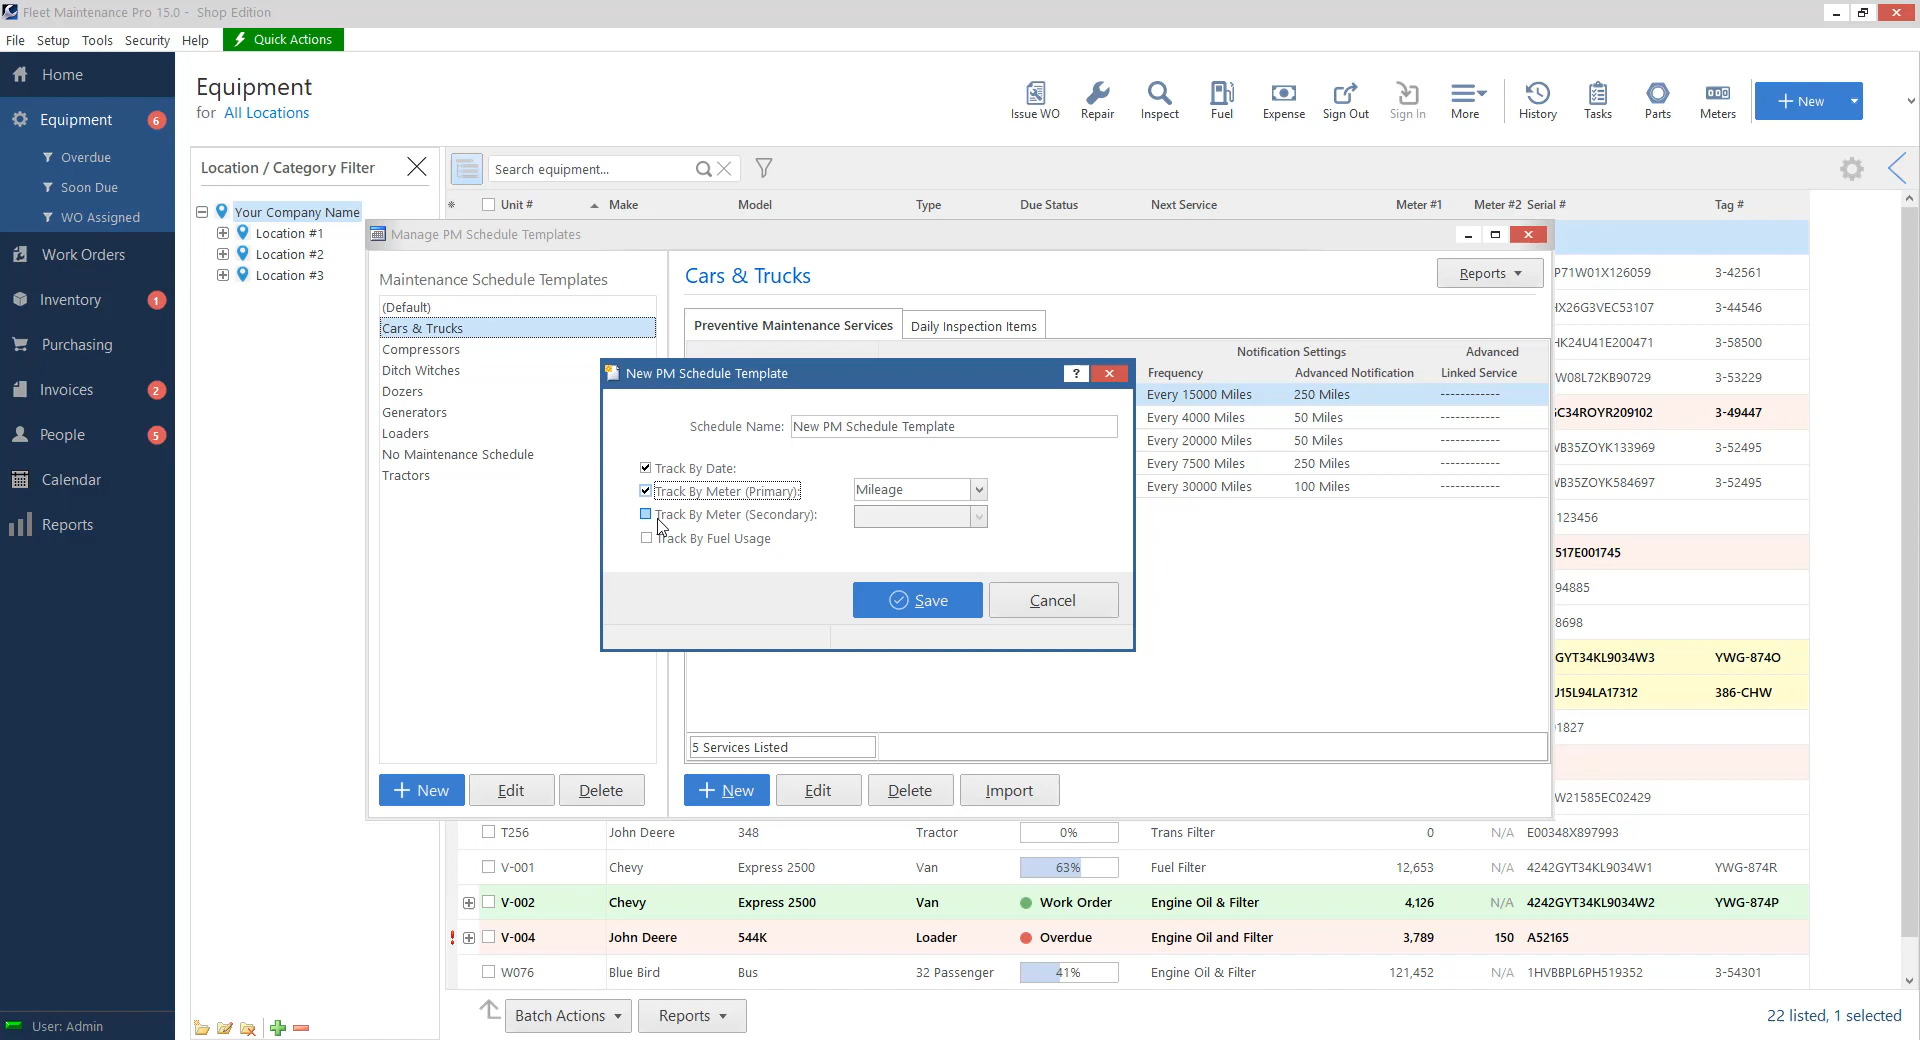 Fleet Maintenance Pro 15.0 - Shop Edition
File Setup Tools Security Help Quick Actions
Home
Equipment 6
Overdue
Soon Due
WO Assigned
Work Orders
Inventory 1
Purchasing
Invoices 2
People 5
Calendar
Reports
User: Admin
Equipment
for All Locations
Issue WO Repair Inspect Fuel Expense Sign Out Sign In More History Tasks Parts Meters
+ New
Location / Category Filter
Your Company Name
Location #1
Location #2
Location #3
Search equipment...
* Unit # Make Model Type Due Status Next Service Meter #1 Meter #2 Serial # Tag #
Manage PM Schedule Templates
Maintenance Schedule Templates
(Default)
Cars & Trucks
Compressors
Ditch Witches
Dozers
Generators
Loaders
No Maintenance Schedule
Tractors
+ New Edit Delete
Cars & Trucks
Reports
Preventive Maintenance Services Daily Inspection Items
Notification Settings Advanced
Frequency Advanced Notification Linked Service
Every 15000 Miles 250 Miles ------------
Every 4000 Miles 50 Miles ------------
Every 20000 Miles 50 Miles ------------
Every 7500 Miles 250 Miles ------------
Every 30000 Miles 100 Miles ------------
5 Services Listed
+ New Edit Delete Import
New PM Schedule Template ?
Schedule Name: New PM Schedule Template
Track By Date:
Track By Meter (Primary): Mileage
Track By Meter (Secondary):
Track By Fuel Usage
Save Cancel
P71W01X126059 3-42561
X26G3VEC53107 3-44546
K24U41E200471 3-58500
W08L72KB90729 3-53229
C34ROYR209102 3-49447
B35ZOYK133969 3-52495
B35ZOYK584697 3-52495
123456
517E001745
94885
8698
GYT34KL9034W3 YWG-874O
J15L94LA17312 386-CHW
1827
W21585EC02429
T256 John Deere 348 Tractor 0% Trans Filter 0 N/A E00348X897993
V-001 Chevy Express 2500 Van 63% Fuel Filter 12,653 N/A 4242GYT34KL9034W1 YWG-874R
V-002 Chevy Express 2500 Van Work Order Engine Oil & Filter 4,126 N/A 4242GYT34KL9034W2 YWG-874P
! V-004 John Deere 544K Loader Overdue Engine Oil and Filter 3,789 150 A52165
W076 Blue Bird Bus 32 Passenger 41% Engine Oil & Filter 121,452 N/A 1HVBBPL6PH519352 3-54301
Batch Actions Reports
22 listed, 1 selected